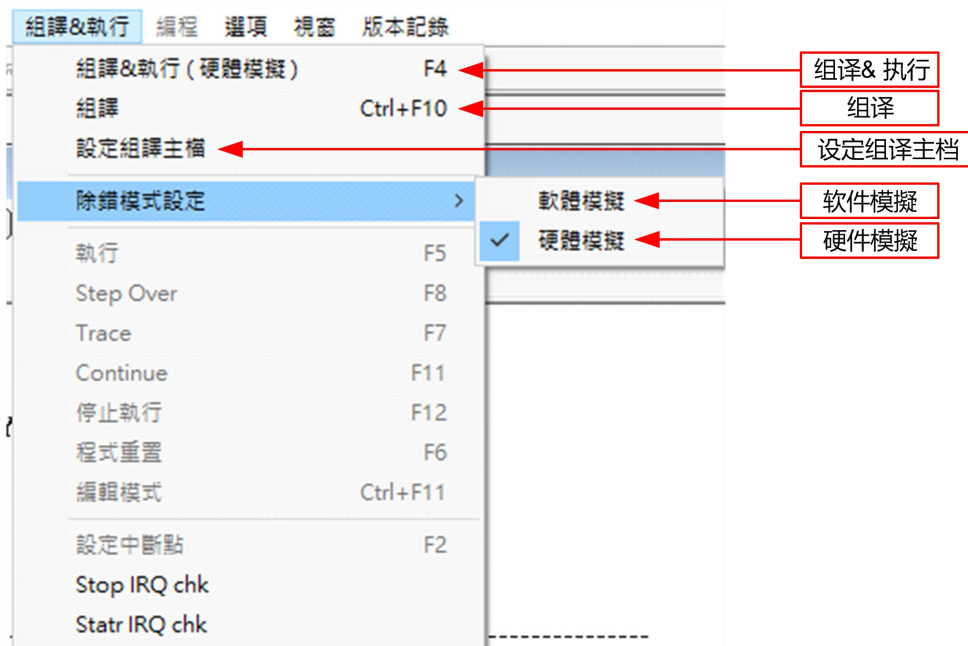 組譯&執行 編程 選項 視窗 版本記錄
組譯&執行 ( 硬體模擬 ) F4
组译& 执行
組譯 Ctrl+F10
组译
設定組譯主檔
设定组译主档
除錯模式設定 >
軟體模擬
软件模擬
硬體模擬
硬件模擬
執行 F5
Step Over F8
Trace F7
Continue F11
停止執行 F12
程式重置 F6
編輯模式 Ctrl+F11
設定中斷點 F2
Stop IRQ chk
Statr IRQ chk